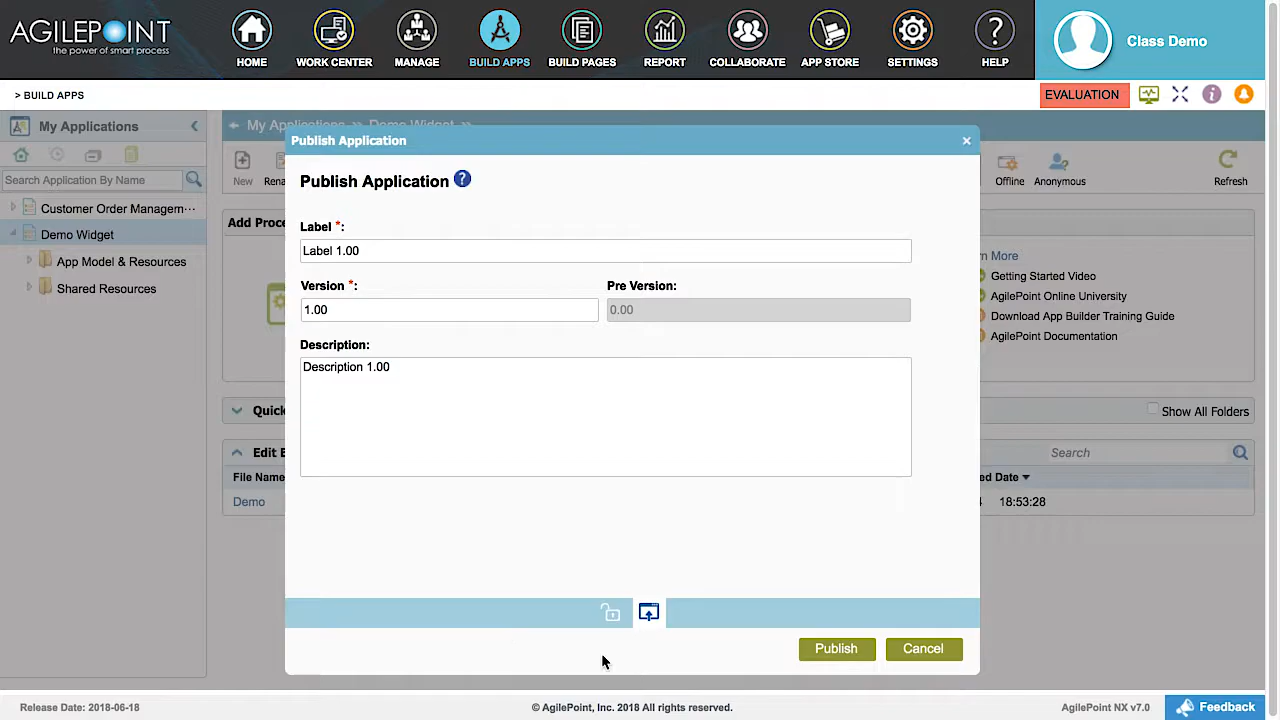 AGILEPOINT
the power of smart process
HOME
WORK CENTER
MANAGE
BUILD APPS
BUILD PAGES
REPORT
COLLABORATE
APP STORE
SETTINGS
HELP
Class Demo
> BUILD APPS
EVALUATION
My Applications
My Applications >> Demo Widget >>
Publish Application ×
Publish Application ?
New
Offline
Anonymous
Refresh
Search Application By Name
Customer Order Managem···
Demo Widget
App Model & Resources
Shared Resources
Label *:
Label 1.00
Version *:
Pre Version:
1.00
0.00
Description:
Description 1.00
Getting Started Video
AgilePoint Online University
Download App Builder Training Guide
AgilePoint Documentation
Show All Folders
Search
File Name
Demo
18:53:28
Publish
Cancel
Release Date: 2018-06-18
© AgilePoint, Inc. 2018 All rights reserved.
AgilePoint NX v7.0
Feedback